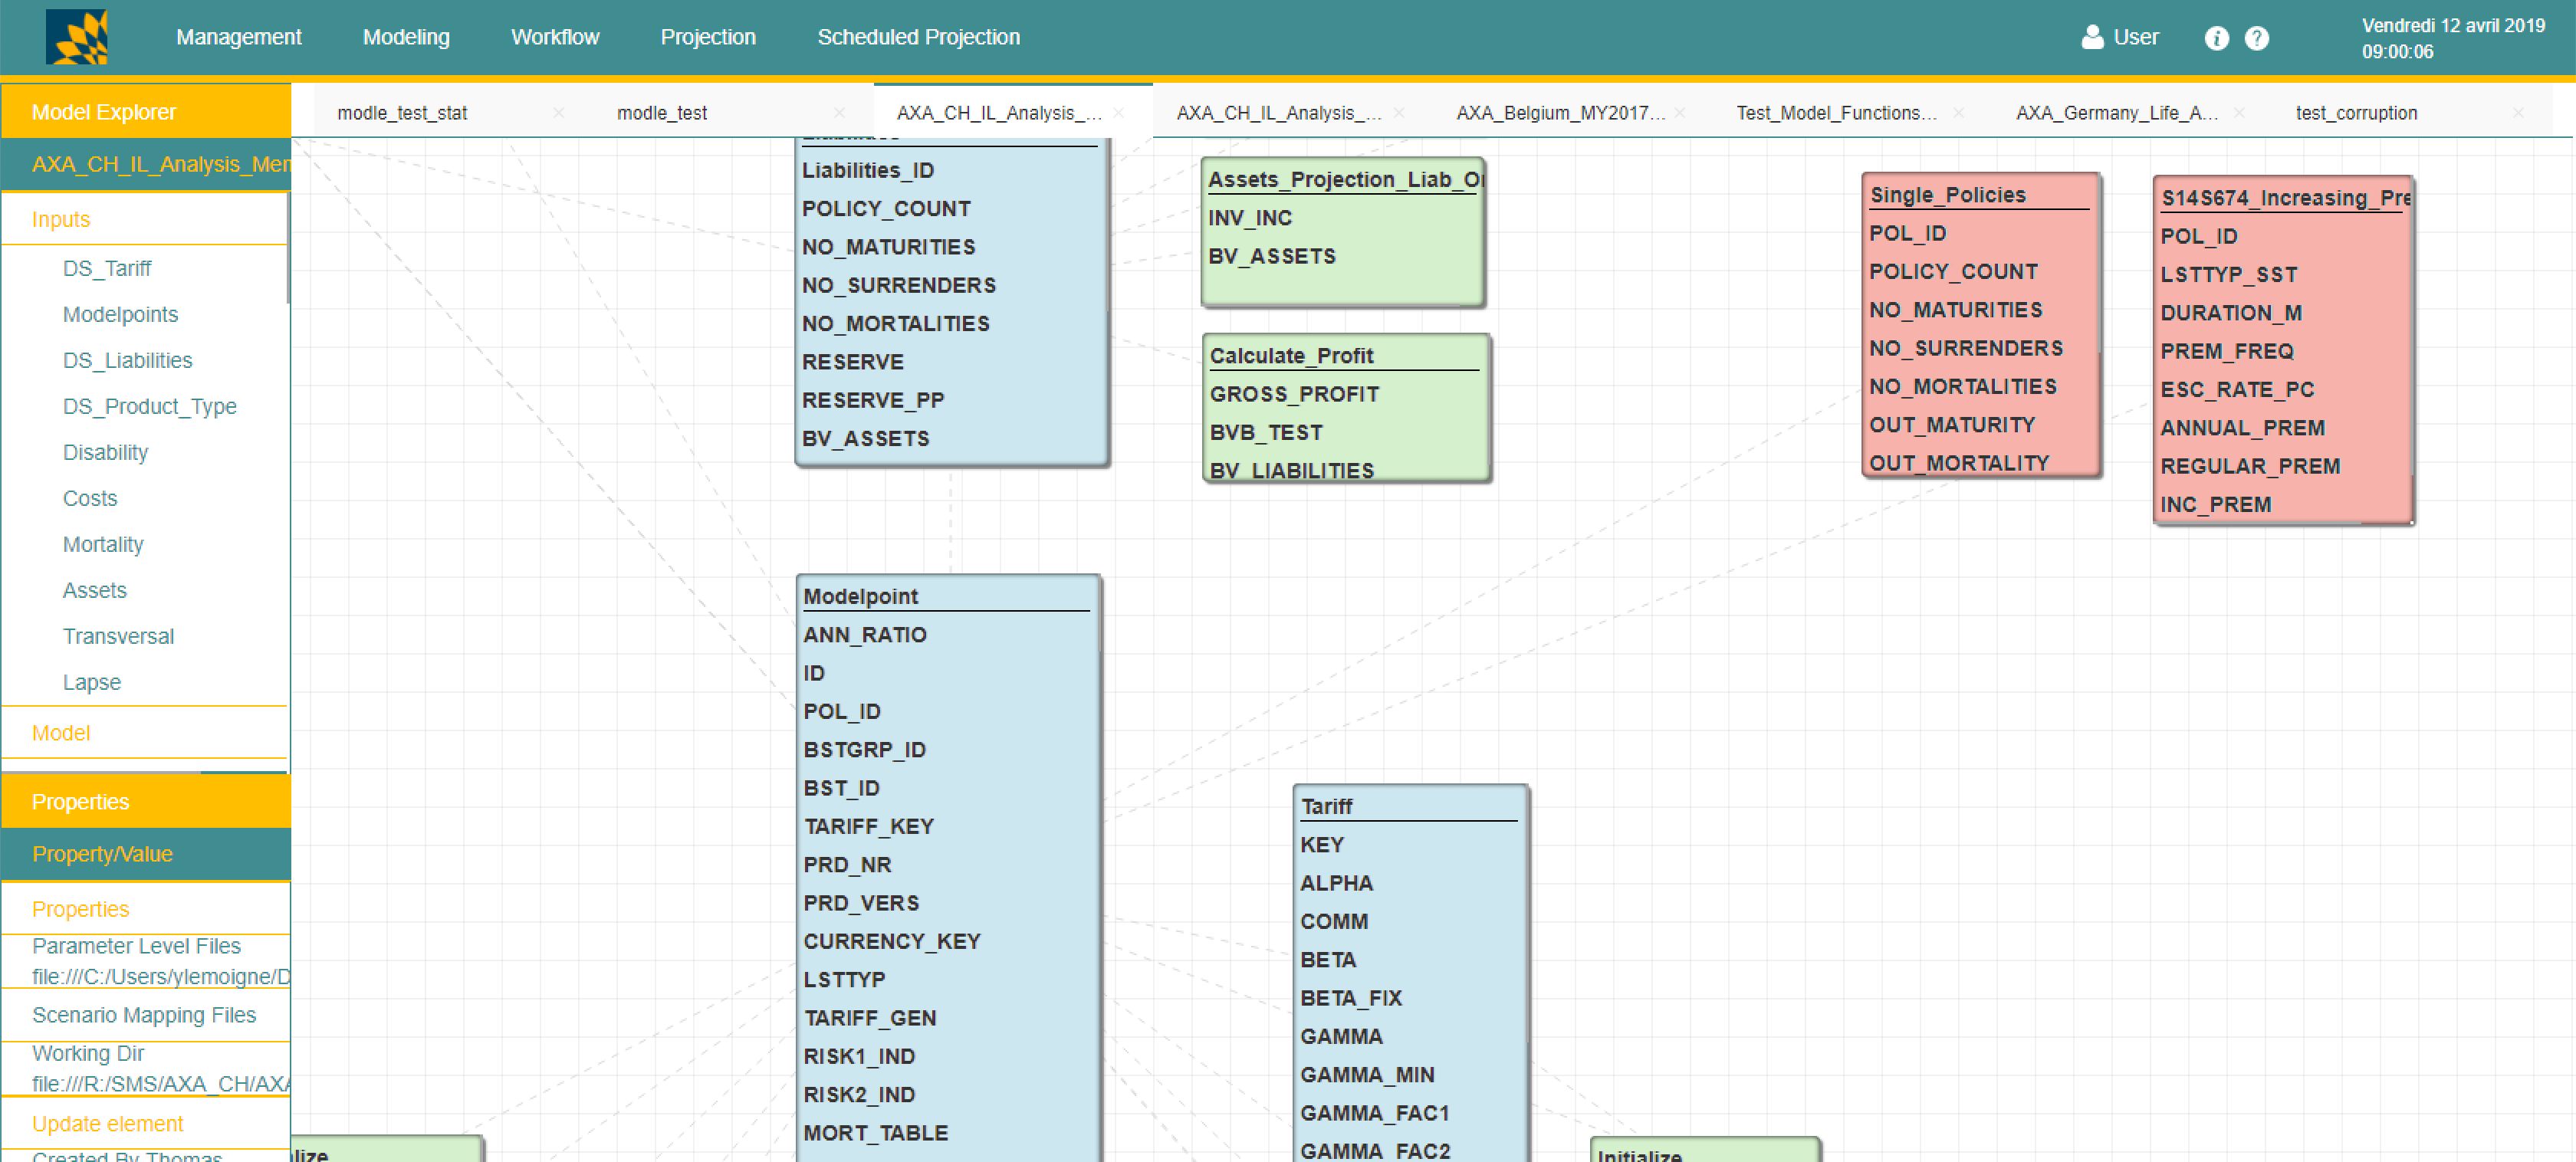 Management Modeling Workflow Projection Scheduled Projection User Vendredi 12 avril 2019
09:00:06
Model Explorer
AXA_CH_IL_Analysis_Men
Inputs
DS_Tariff
Modelpoints
DS_Liabilities
DS_Product_Type
Disability
Costs
Mortality
Assets
Transversal
Lapse
Model
Properties
Property/Value
Properties
Parameter Level Files
file:///C:/Users/ylemoigne/D
Scenario Mapping Files
Working Dir
file:///R:/SMS/AXA_CH/AXA
Update element
Created By Thomas
modle_test_stat modle_test AXA_CH_IL_Analysis_... AXA_CH_IL_Analysis_... AXA_Belgium_MY2017... Test_Model_Functions... AXA_Germany_Life_A... test_corruption
Liabilities
Liabilities_ID
POLICY_COUNT
NO_MATURITIES
NO_SURRENDERS
NO_MORTALITIES
RESERVE
RESERVE_PP
BV_ASSETS
Assets_Projection_Liab_O
INV_INC
BV_ASSETS
Calculate_Profit
GROSS_PROFIT
BVB_TEST
BV_LIABILITIES
Single_Policies
POL_ID
POLICY_COUNT
NO_MATURITIES
NO_SURRENDERS
NO_MORTALITIES
OUT_MATURITY
OUT_MORTALITY
S14S674_Increasing_Pre
POL_ID
LSTTYP_SST
DURATION_M
PREM_FREQ
ESC_RATE_PC
ANNUAL_PREM
REGULAR_PREM
INC_PREM
Modelpoint
ANN_RATIO
ID
POL_ID
BSTGRP_ID
BST_ID
TARIFF_KEY
PRD_NR
PRD_VERS
CURRENCY_KEY
LSTTYP
TARIFF_GEN
RISK1_IND
RISK2_IND
MORT_TABLE
Tariff
KEY
ALPHA
COMM
BETA
BETA_FIX
GAMMA
GAMMA_MIN
GAMMA_FAC1
GAMMA_FAC2
lize
Initialize